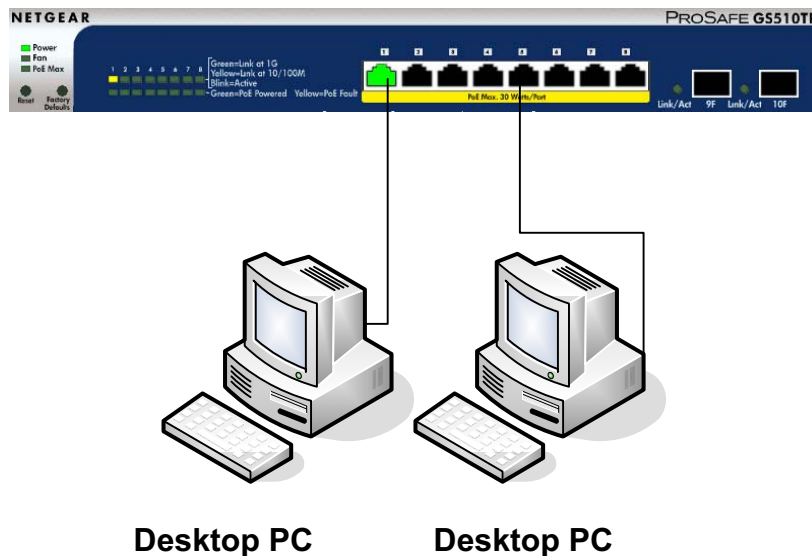 NETGEAR
PROSAFE GS510T
Power
Fan
PoE Max
Reset
Factory Defaults
1 2 3 4 5 6 7 8
Green=Link at 1G
Yellow=Link at 10/100M
Blink=Active
Green=PoE Powered Yellow=PoE Fault
1 2 3 4 5 6 7 8
PoE Max. 30 Watts/Port
Link/Act 9F Link/Act 10F
Desktop PC Desktop PC